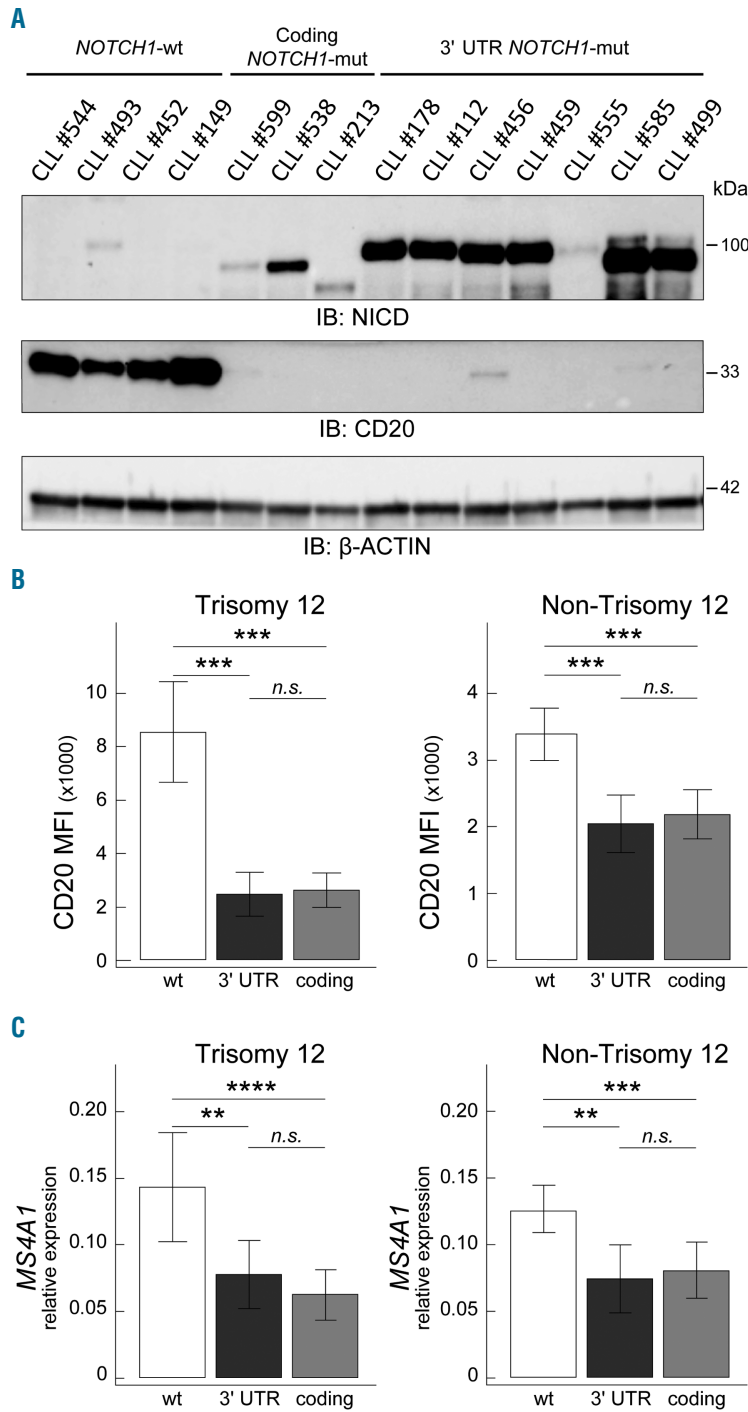 A
NOTCH1-wt
Coding
NOTCH1-mut
3' UTR NOTCH1-mut
CLL #544
CLL #493
CLL #452
CLL #149
CLL #599
CLL #538
CLL #213
CLL #178
CLL #112
CLL #456
CLL #459
CLL #555
CLL #585
CLL #499
kDa
100
IB: NICD
33
IB: CD20
42
IB: β-ACTIN
B
Trisomy 12
***
***
n.s.
10
8
6
4
2
0
CD20 MFI (x1000)
wt 3' UTR coding
Non-Trisomy 12
***
***
n.s.
4
3
2
1
0
CD20 MFI (x1000)
wt 3' UTR coding
C
Trisomy 12
****
**
n.s.
0.20
0.15
0.10
0.05
0
MS4A1
relative expression
wt 3' UTR coding
Non-Trisomy 12
***
**
n.s.
0.20
0.15
0.10
0.05
0
MS4A1
relative expression
wt 3' UTR coding